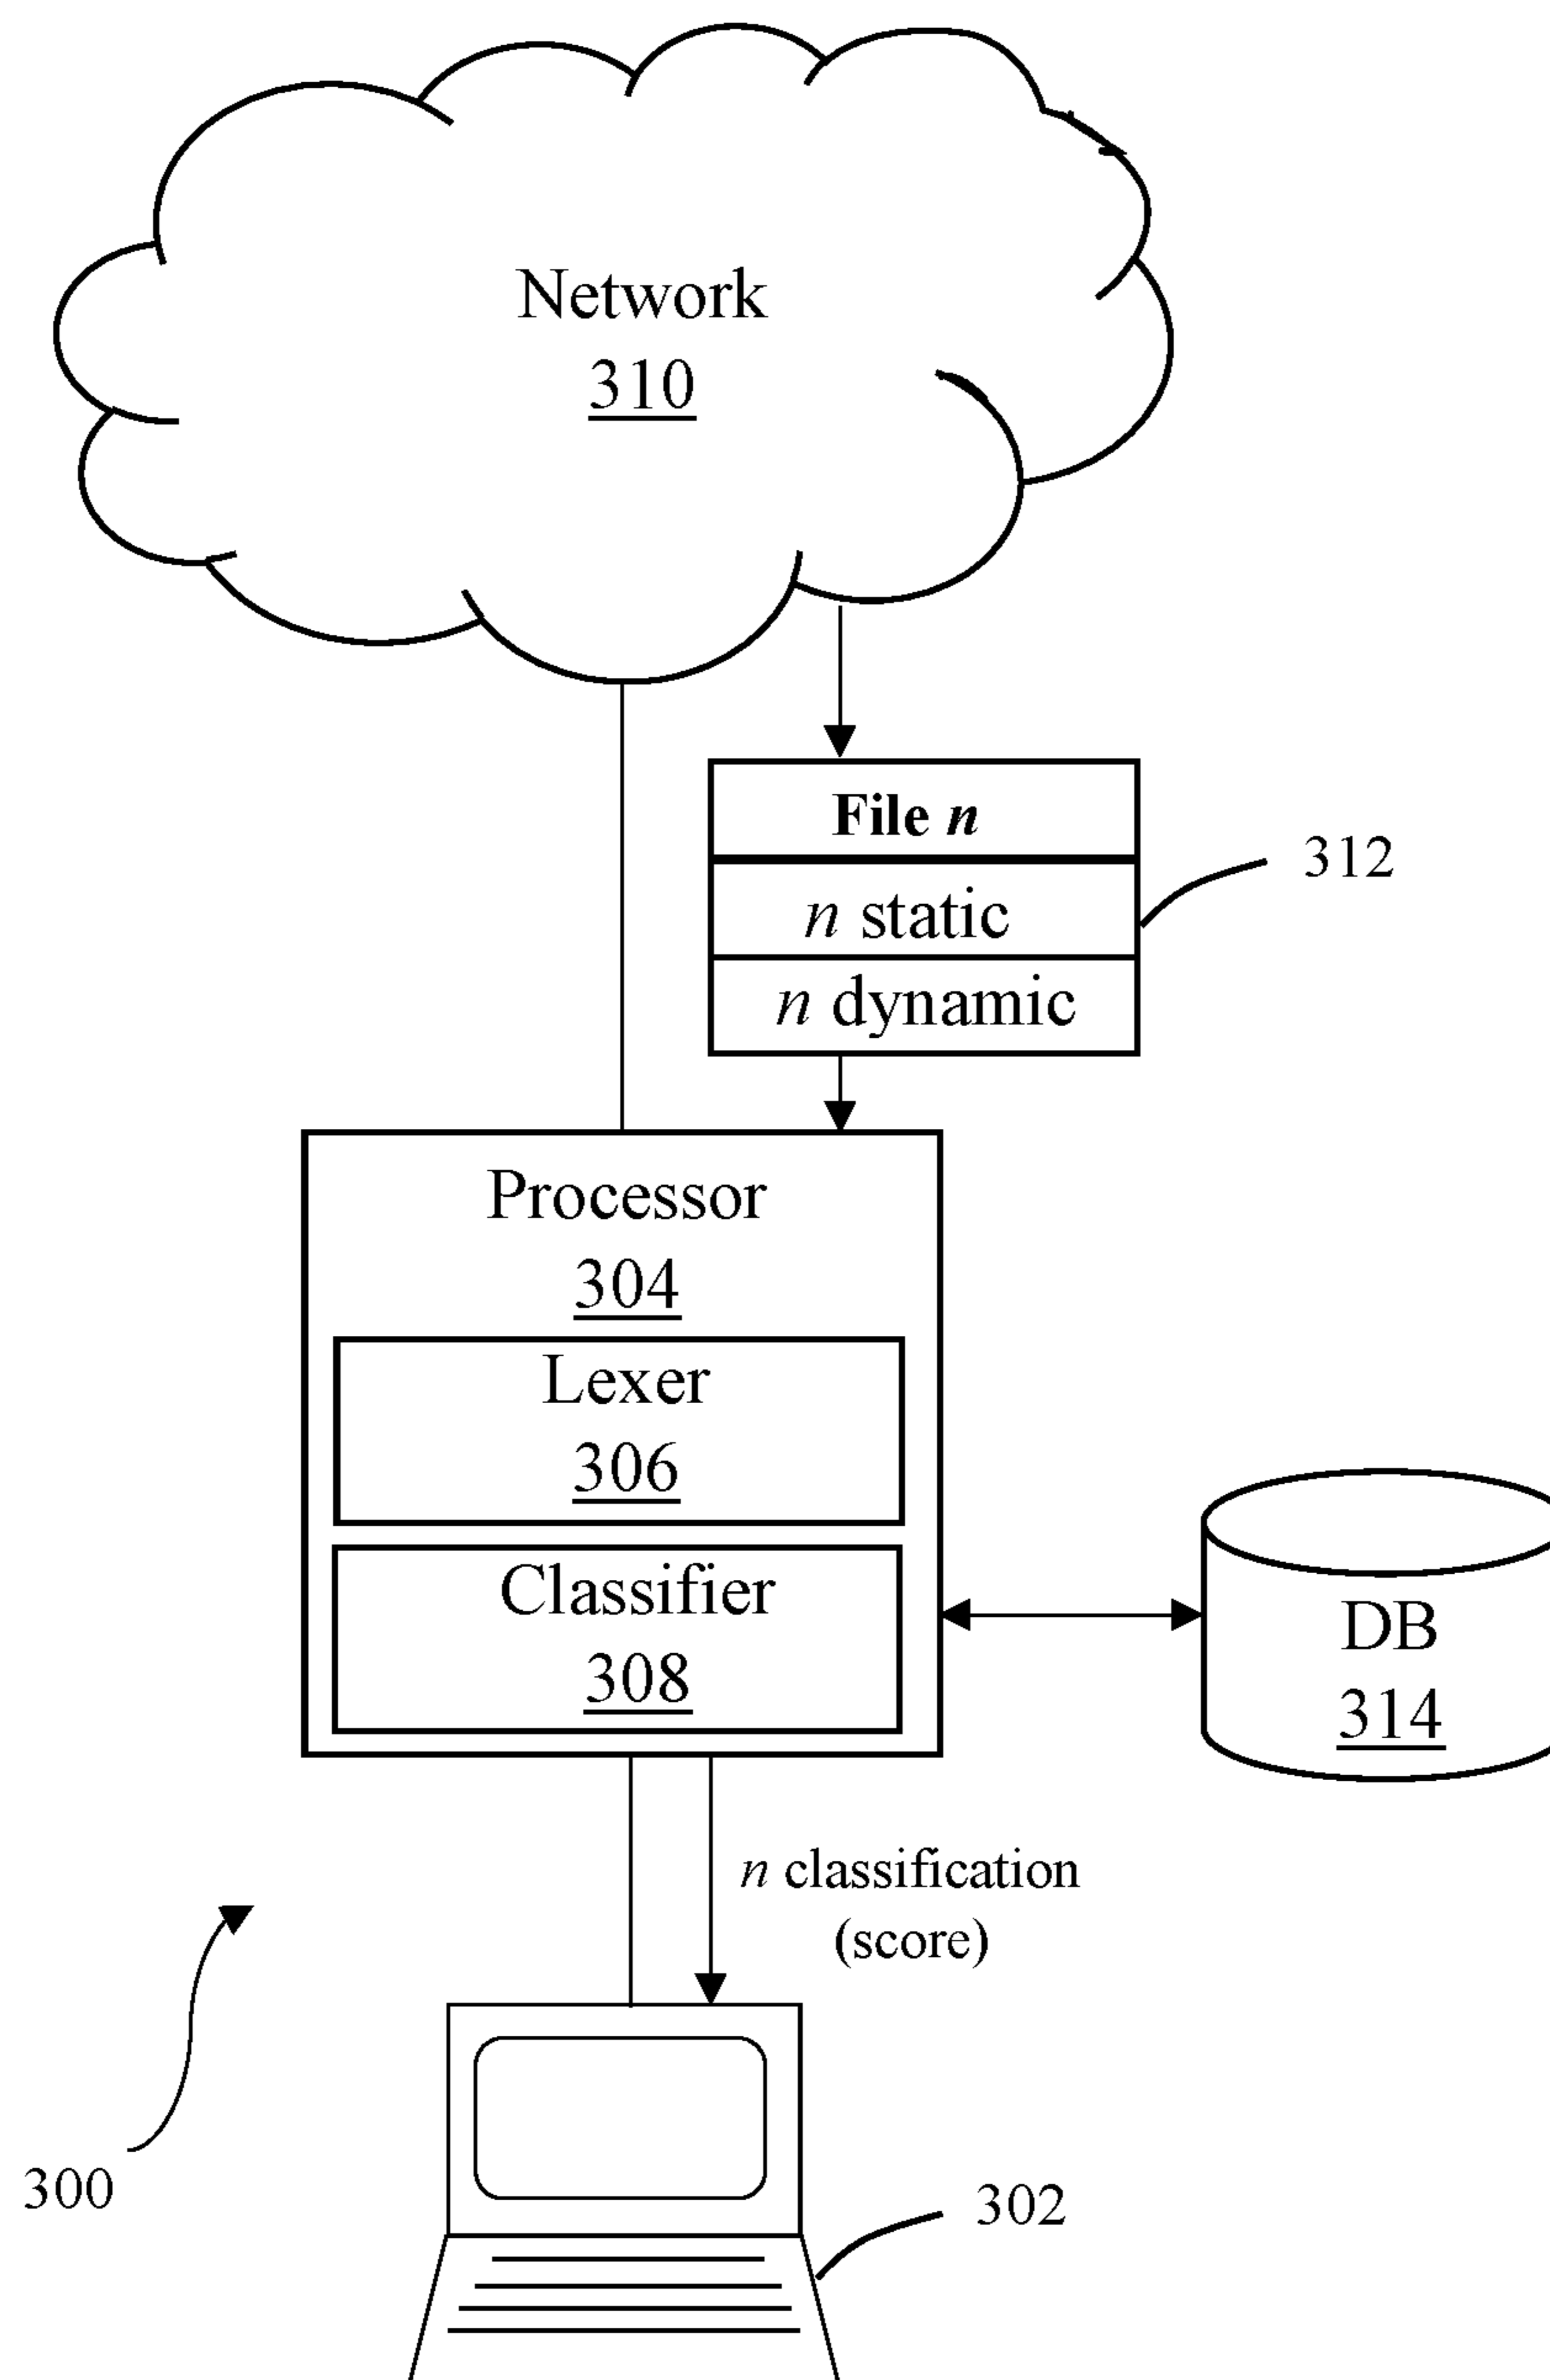 Network
310
File n
n static
n dynamic
312
Processor
304
Lexer
306
Classifier
308
DB
314
n classification
(score)
300
302